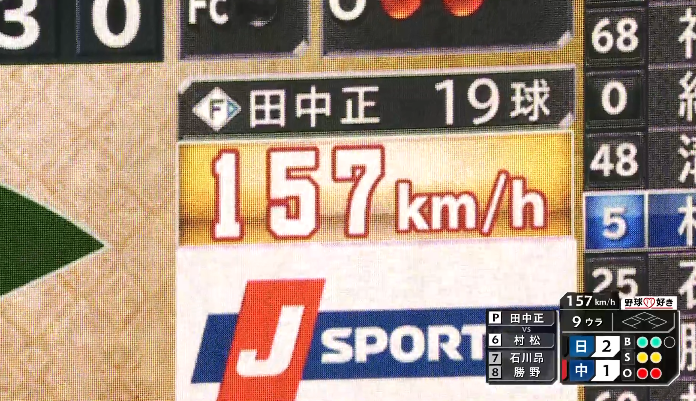 3 0
FC
O
68
0
48
5
25
F 田中正 19球
157km/h
J SPORT
157km/h 野球好き
P 田中正
VS
6 村松
7 石川昂
8 勝野
9ウラ
日 2
中 1
B
S
O